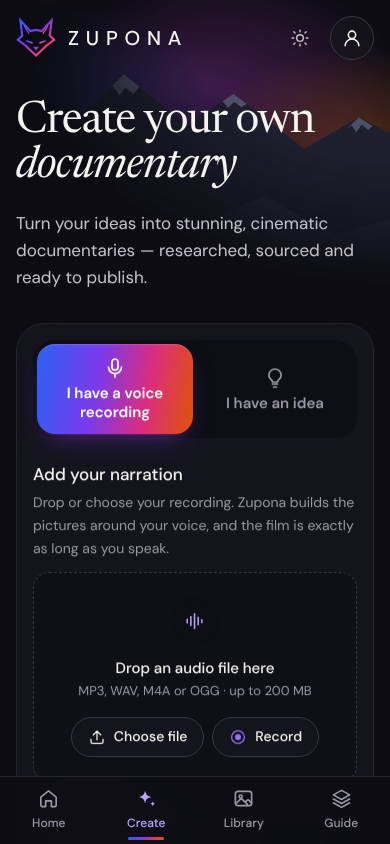 ZUPONA
Create your own
documentary
Turn your ideas into stunning, cinematic
documentaries — researched, sourced and
ready to publish.
I have a voice
recording
I have an idea
Add your narration
Drop or choose your recording. Zupona builds the
pictures around your voice, and the film is exactly
as long as you speak.
Drop an audio file here
MP3, WAV, M4A or OGG · up to 200 MB
Choose file
Record
Home
Create
Library
Guide